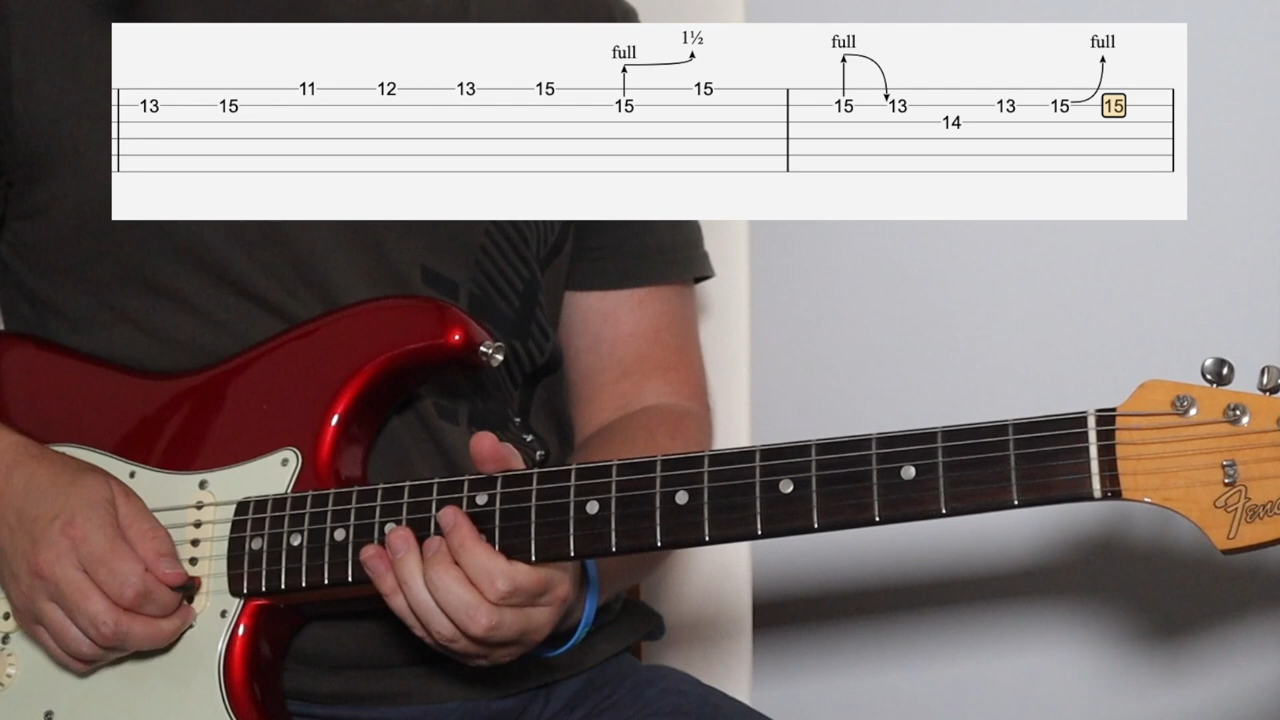 1½
full full full
11 12 13 15 15
13 15 15 15 13 13 15 15
14
Fen